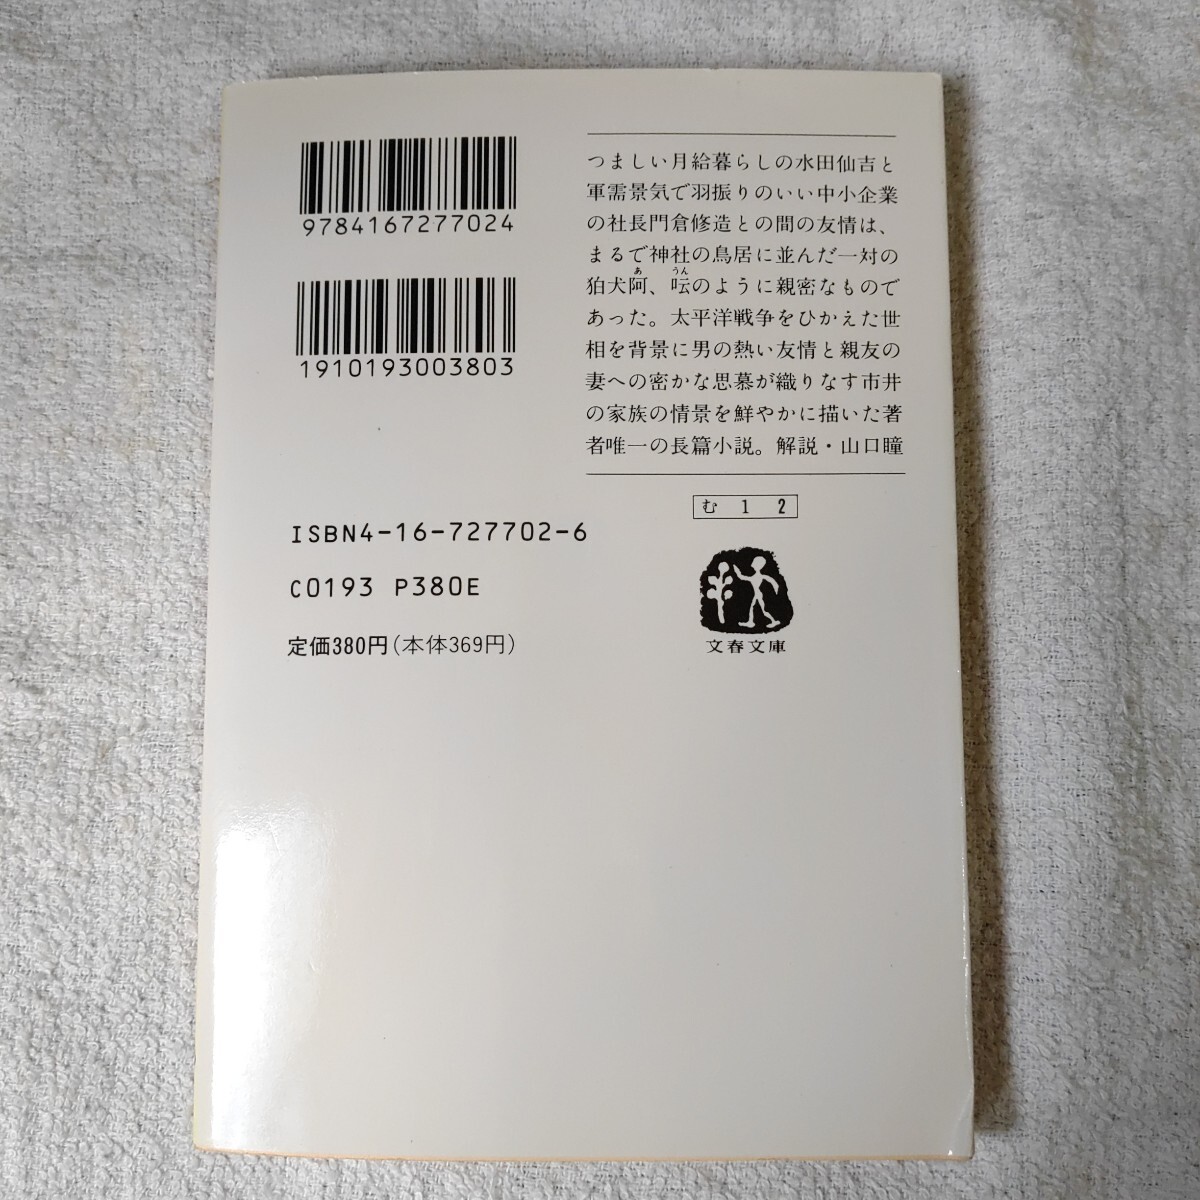 9784167277024
1910193003803
つましい月給暮らしの水田仙吉と
軍需景気で羽振りのいい中小企業
の社長門倉修造との間の友情は、
まるで神社の鳥居に並んだ一対の
あ うん
狛犬阿、吽のように親密なもので
あった。太平洋戦争をひかえた世
相を背景に男の熱い友情と親友の
妻への密かな思慕が織りなす市井
の家族の情景を鮮やかに描いた著
者唯一の長篇小説。解説・山口瞳
む 1 2
ISBN4-16-727702-6
C0193 P380E
定価380円(本体369円)
文春文庫